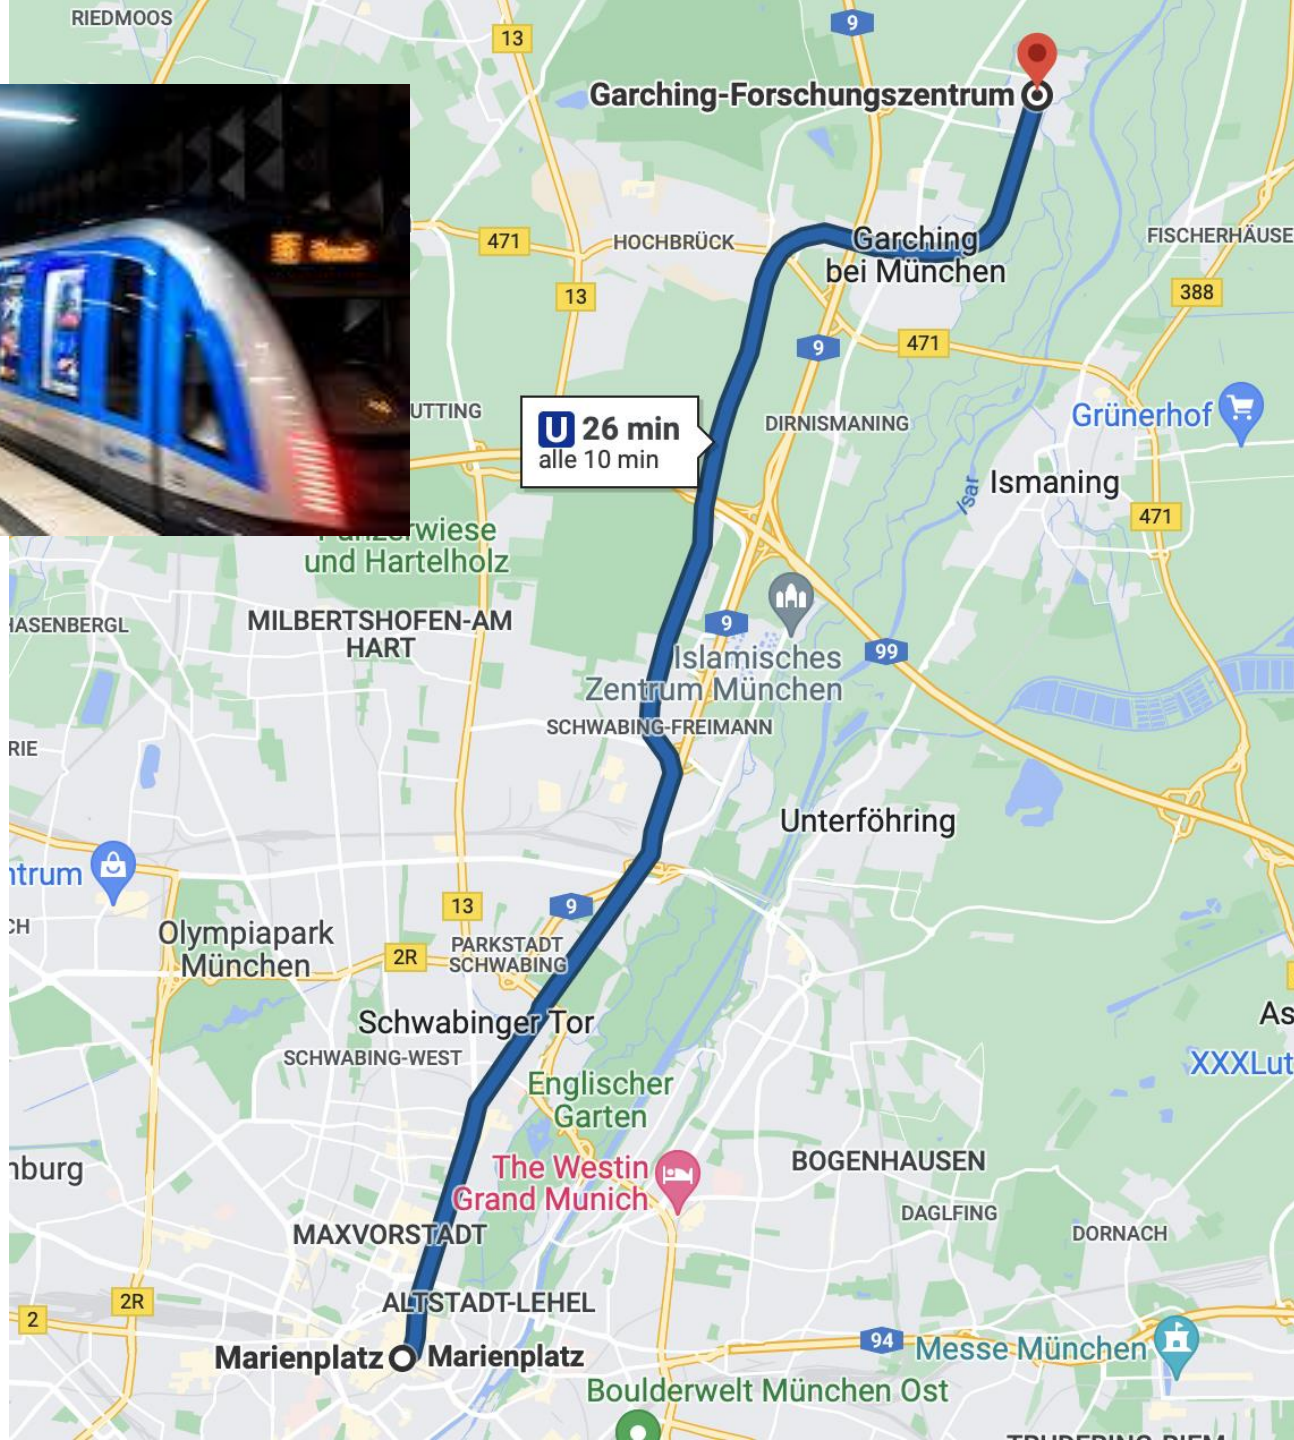 RIEDMOOS
13
9
Garching-Forschungszentrum
471
HOCHBRÜCK
Garching
bei München
FISCHERHÄUSE
13
388
9
471
UTTING
U 26 min
alle 10 min
DIRNISMANING
Grünerhof
Isar
Ismaning
471
Panzerwiese
und Hartelholz
HASENBERGL
MILBERTSHOFEN-AM
HART
9
99
Islamisches
Zentrum München
SCHWABING-FREIMANN
RIE
Unterföhring
ntrum
CH
13
9
Olympiapark
München
2R
PARKSTADT
SCHWABING
Schwabinger Tor
As
SCHWABING-WEST
XXXLut
Englischer
Garten
nburg
The Westin
Grand Munich
BOGENHAUSEN
DAGLFING
MAXVORSTADT
DORNACH
2R
2
ALTSTADT-LEHEL
94
Messe München
Marienplatz Marienplatz
Boulderwelt München Ost
TRUDERING-RIEM